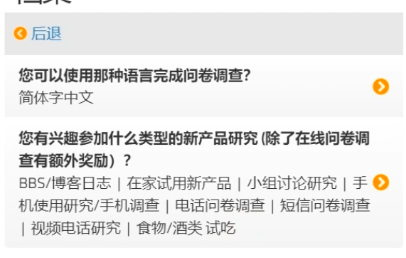 后退
您可以使用那种语言完成问卷调查?
简体字中文
您有兴趣参加什么类型的新产品研究 (除了在线问卷调
查有额外奖励）?
BBS/博客日志 | 在家试用新产品 | 小组讨论研究 | 手
机使用研究/手机调查 | 电话问卷调查 | 短信问卷调查
| 视频电话研究 | 食物/酒类 试吃